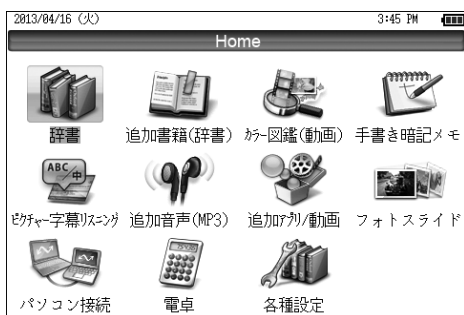 2013/04/16 (火) 3:45 PM
Home
辞書 追加書籍(辞書) ｶﾗｰ図鑑(動画) 手書き暗記メモ
ABC 中
ﾋﾟｸﾁｬｰ字幕ﾘｽﾆﾝｸﾞ 追加音声(MP3) 追加ｱﾌﾟﾘ/動画 フォトスライド
パソコン接続 電卓 各種設定